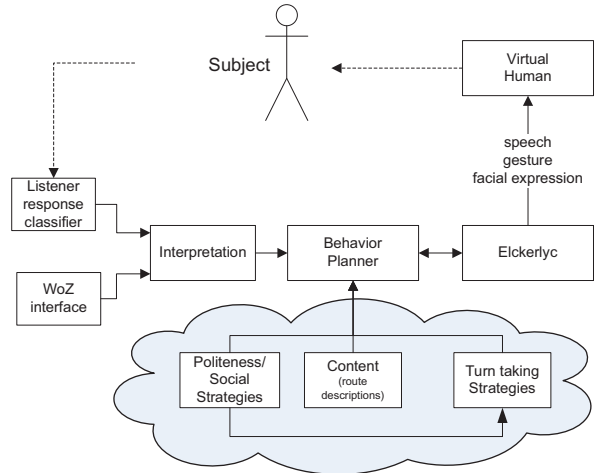 Subject
Virtual
Human
speech
gesture
facial expression
Listener
response
classifier
Interpretation
Behavior
Planner
Elckerlyc
WoZ
interface
Politeness/
Social
Strategies
Content
(route
descriptions)
Turn taking
Strategies